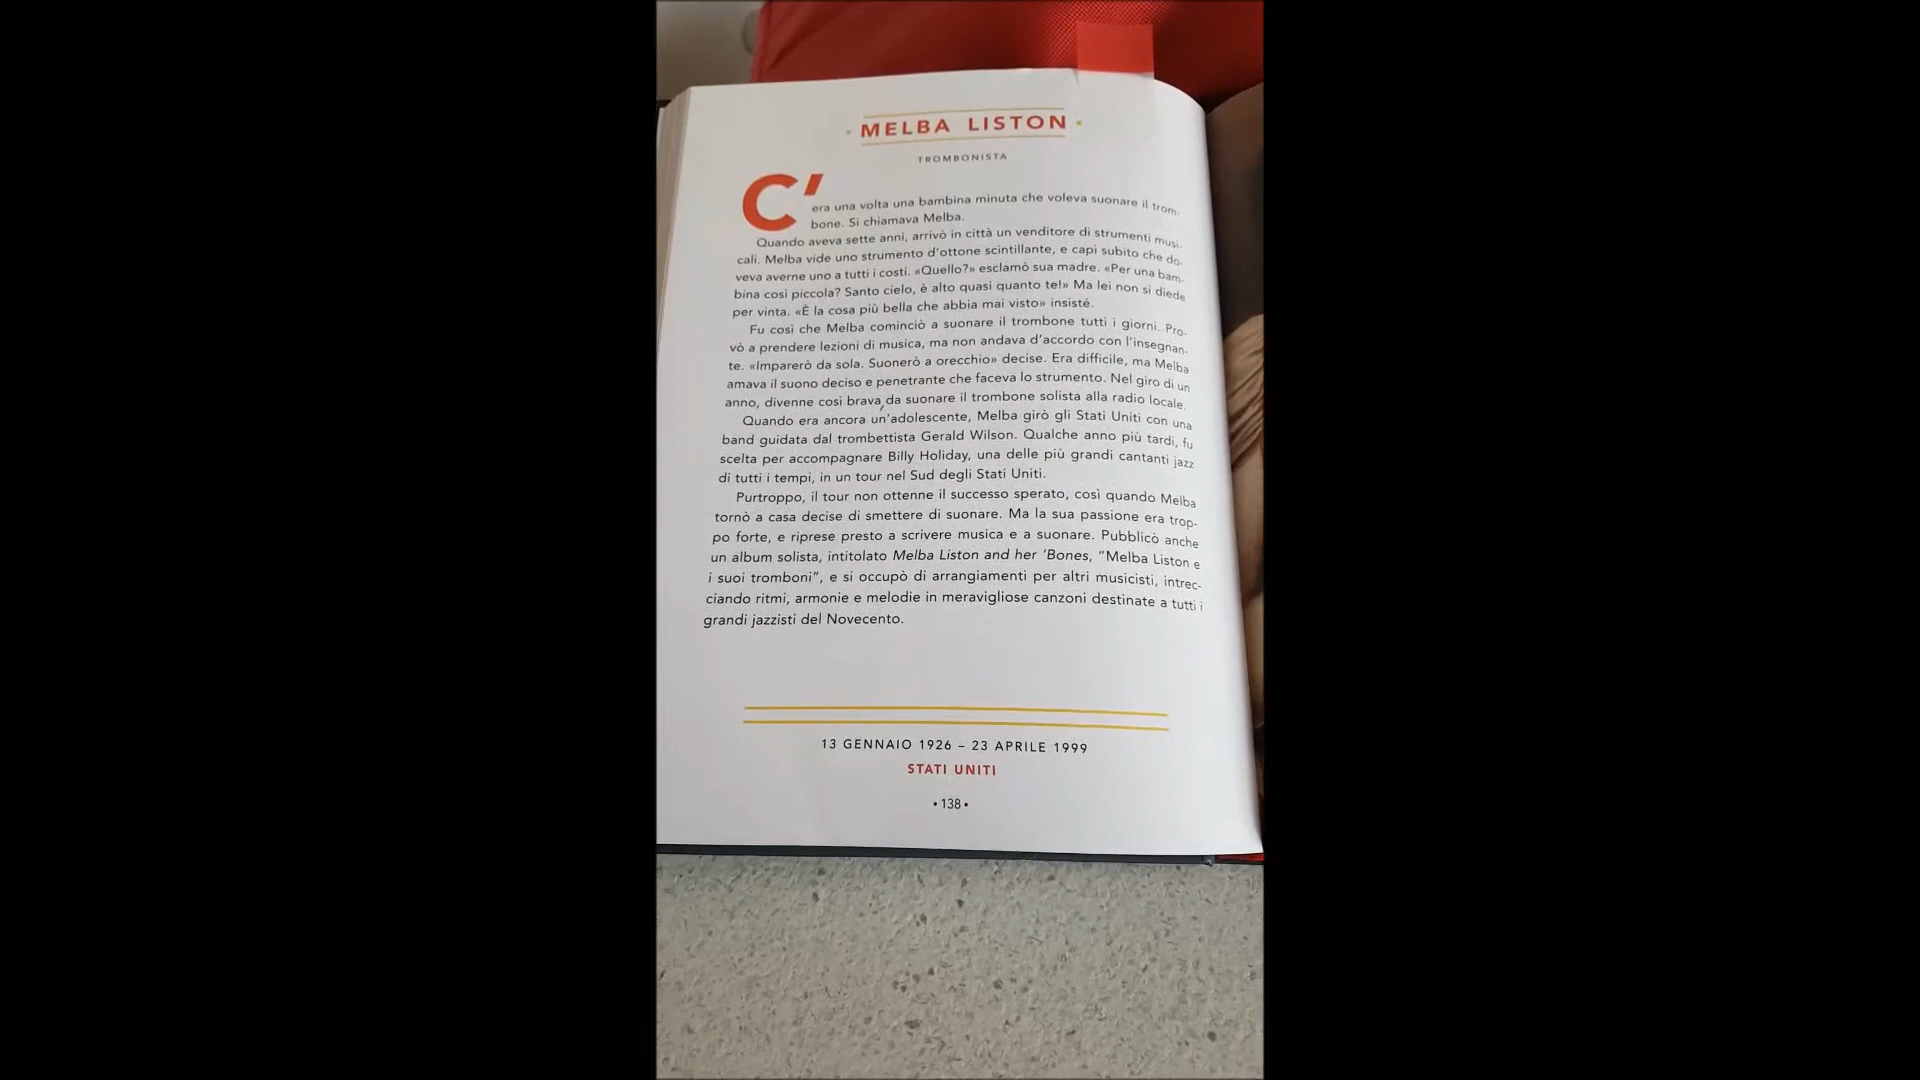 MELBA LISTON
TROMBONISTA
C'era una volta una bambina minuta che voleva suonare il trom-
bone. Si chiamava Melba.
Quando aveva sette anni, arrivò in città un venditore di strumenti musi-
cali. Melba vide uno strumento d'ottone scintillante, e capì subito che do-
veva averne uno a tutti i costi. «Quello?» esclamò sua madre. «Per una bam-
bina così piccola? Santo cielo, è alto quasi quanto te!» Ma lei non si diede
per vinta. «È la cosa più bella che abbia mai visto» insisté.
Fu così che Melba cominciò a suonare il trombone tutti i giorni. Pro-
vò a prendere lezioni di musica, ma non andava d'accordo con l'insegnan-
te. «Imparerò da sola. Suonerò a orecchio» decise. Era difficile, ma Melba
amava il suono deciso e penetrante che faceva lo strumento. Nel giro di un
anno, divenne così brava da suonare il trombone solista alla radio locale.
Quando era ancora un'adolescente, Melba girò gli Stati Uniti con una
band guidata dal trombettista Gerald Wilson. Qualche anno più tardi, fu
scelta per accompagnare Billy Holiday, una delle più grandi cantanti jazz
di tutti i tempi, in un tour nel Sud degli Stati Uniti.
Purtroppo, il tour non ottenne il successo sperato, così quando Melba
tornò a casa decise di smettere di suonare. Ma la sua passione era trop-
po forte, e riprese presto a scrivere musica e a suonare. Pubblicò anche
un album solista, intitolato Melba Liston and her 'Bones, “Melba Liston e
i suoi tromboni”, e si occupò di arrangiamenti per altri musicisti, intrec-
ciando ritmi, armonie e melodie in meravigliose canzoni destinate a tutti i
grandi jazzisti del Novecento.
13 GENNAIO 1926 – 23 APRILE 1999
STATI UNITI
• 138 •